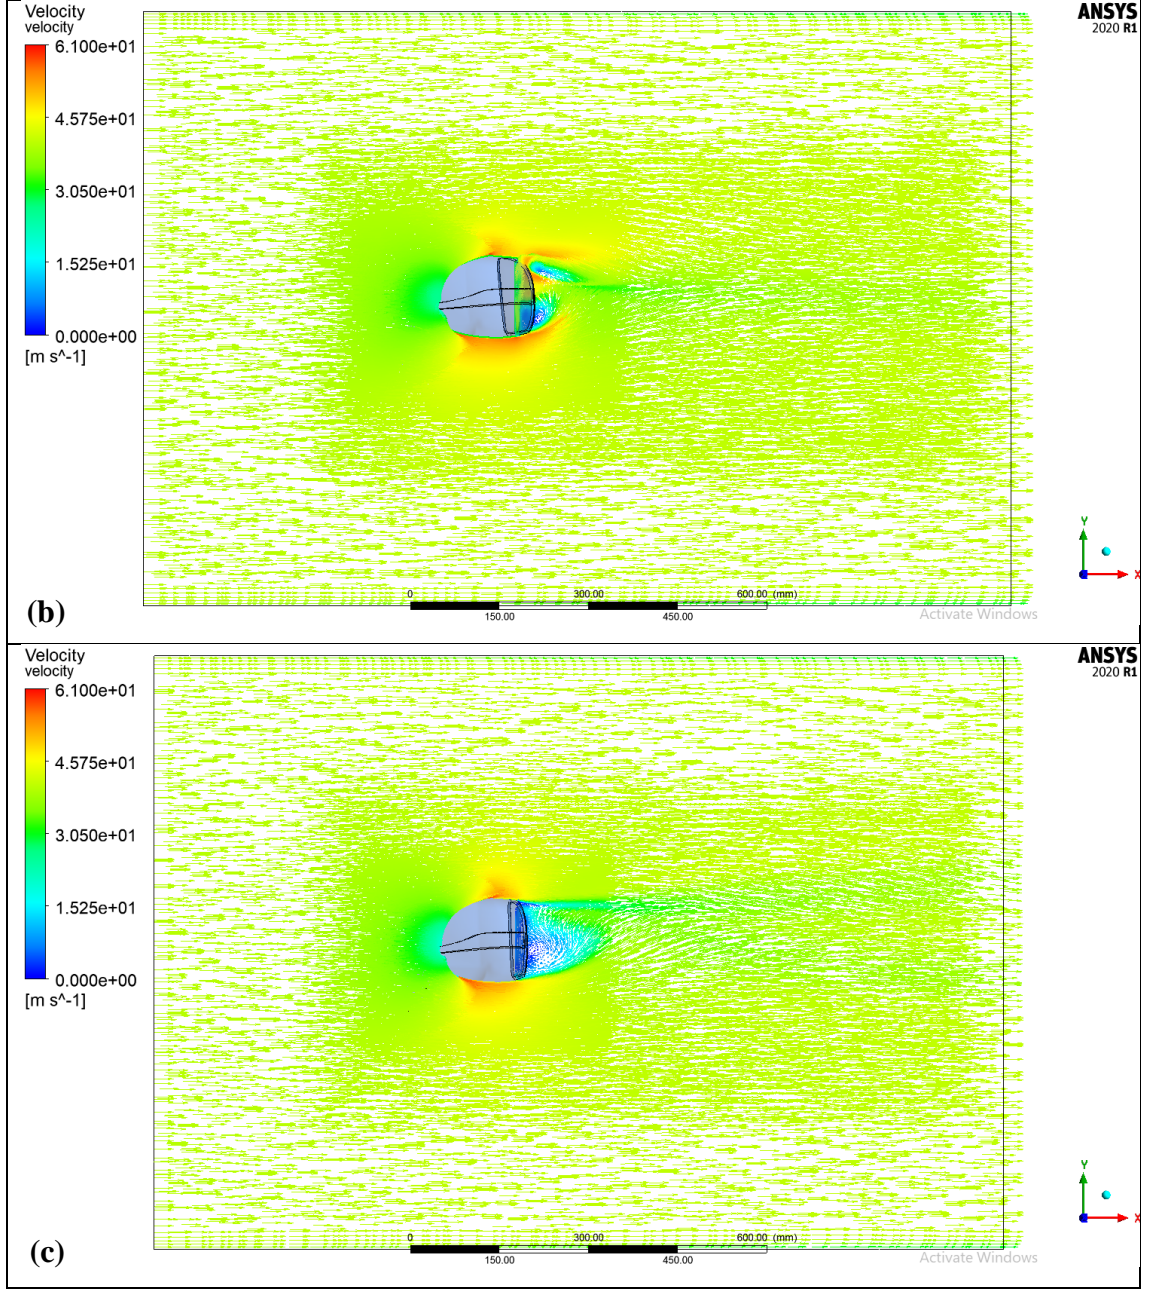 Velocity
velocity
6.100e+01
4.575e+01
3.050e+01
1.525e+01
0.000e+00
[m s^-1]
ANSYS
2020 R1
Y
X
0 300.00 600.00 (mm)
150.00 450.00
Activate Windows
(b)
Velocity
velocity
6.100e+01
4.575e+01
3.050e+01
1.525e+01
0.000e+00
[m s^-1]
ANSYS
2020 R1
Y
X
0 300.00 600.00 (mm)
150.00 450.00
Activate Windows
(c)